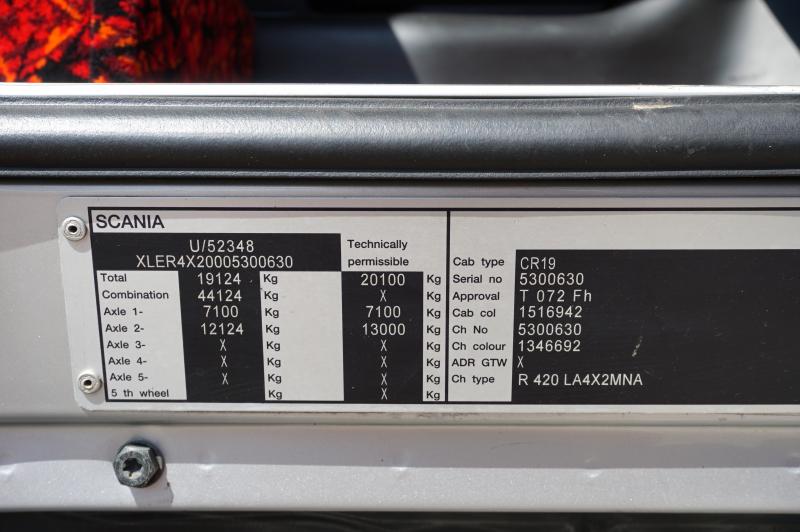 SCANIA
U/52348
XLER4X20005300630
Technically
permissible
Total 19124 Kg 20100 Kg
Combination 44124 Kg X Kg
Axle 1- 7100 Kg 7100 Kg
Axle 2- 12124 Kg 13000 Kg
Axle 3- X Kg X Kg
Axle 4- X Kg X Kg
Axle 5- X Kg X Kg
5 th wheel Kg X Kg
Cab type CR19
Serial no 5300630
Approval T 072 Fh
Cab col 1516942
Ch No 5300630
Ch colour 1346692
ADR GTW X
Ch type R 420 LA4X2MNA